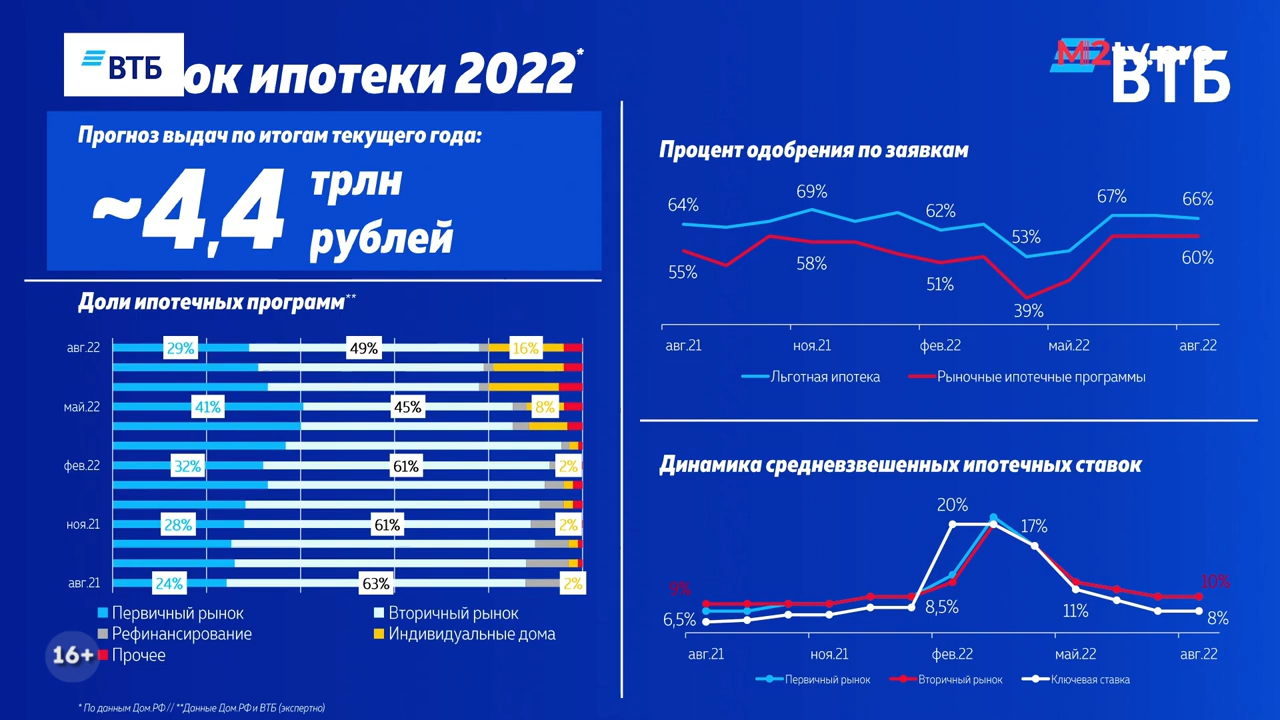 ВТБ
ок ипотеки 2022*
M2tv.pro
ВТБ
Прогноз выдач по итогам текущего года:
~4,4 трлн
рублей
Доли ипотечных программ**
авг.22 29% 49% 16%
май.22 41% 45% 8%
фев.22 32% 61% 2%
ноя.21 28% 61% 2%
авг.21 24% 63% 2%
Первичный рынок Вторичный рынок
Рефинансирование Индивидуальные дома
Прочее
16+
* По данным Дом.РФ // **Данные Дом.РФ и ВТБ (экспертно)
Процент одобрения по заявкам
64% 69% 62% 53% 67% 66%
55% 58% 51% 39% 60%
авг.21 ноя.21 фев.22 май.22 авг.22
Льготная ипотека Рыночные ипотечные программы
Динамика средневзвешенных ипотечных ставок
20% 17%
9% 10%
6,5% 8,5% 11% 8%
авг.21 ноя.21 фев.22 май.22 авг.22
Первичный рынок Вторичный рынок Ключевая ставка